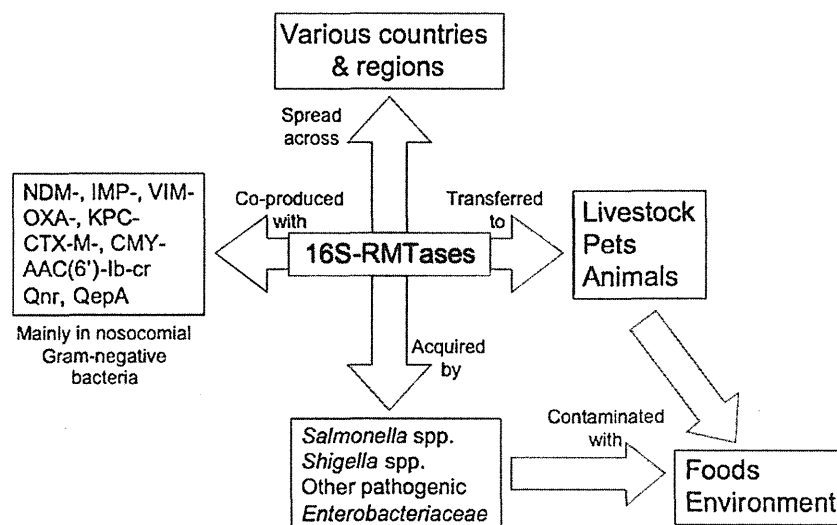 Various countries
& regions
Spread
across
NDM-, IMP-, VIM-
OXA-, KPC-
CTX-M-, CMY-
AAC(6')-Ib-cr
Qnr, QepA
Mainly in nosocomial
Gram-negative
bacteria
Co-produced
with
16S-RMTases
Transferred
to
Livestock
Pets
Animals
Acquired
by
Salmonella spp.
Shigella spp.
Other pathogenic
Enterobacteriaceae
Contaminated
with
Foods
Environment